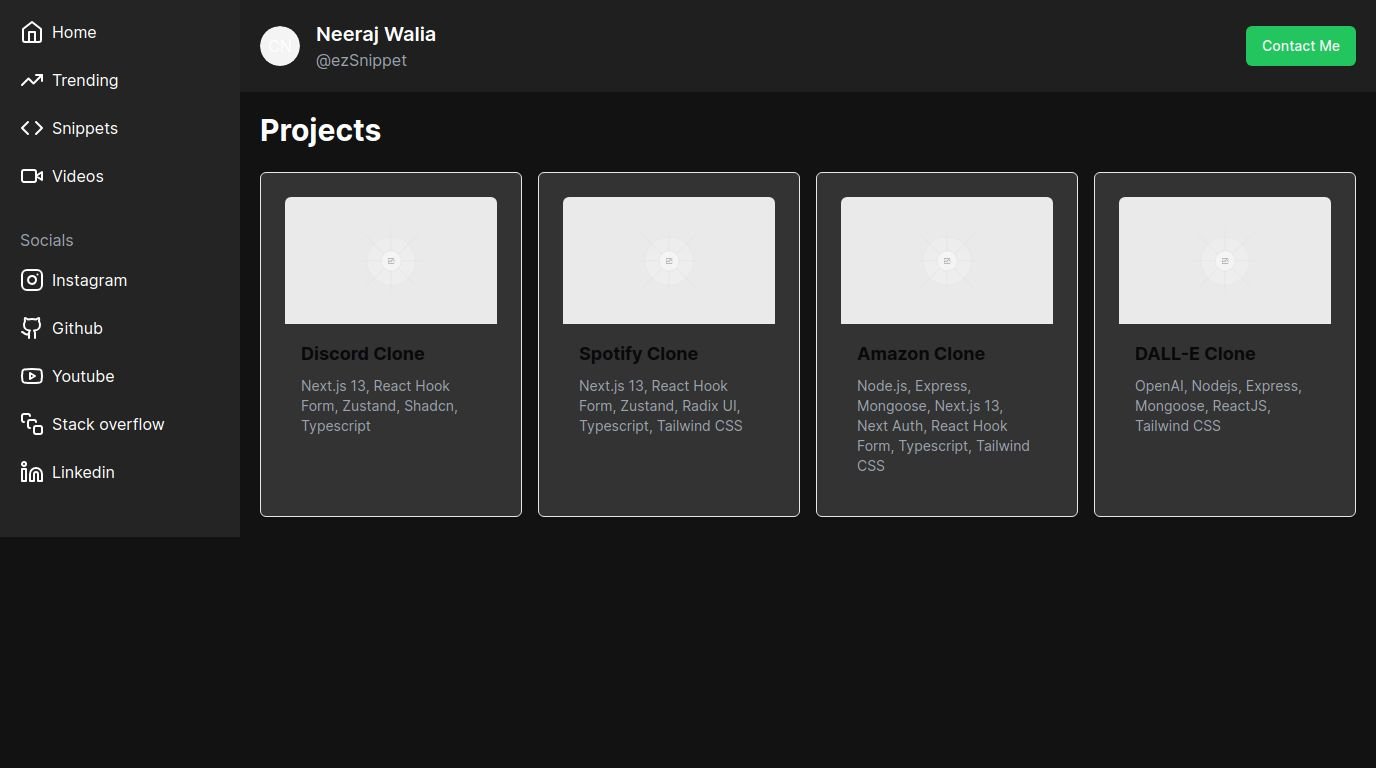 Home
Trending
Snippets
Videos
Socials
Instagram
Github
Youtube
Stack overflow
Linkedin
CN
Neeraj Walia
@ezSnippet
Contact Me
Projects
Discord Clone
Next.js 13, React Hook
Form, Zustand, Shadcn,
Typescript
Spotify Clone
Next.js 13, React Hook
Form, Zustand, Radix UI,
Typescript, Tailwind CSS
Amazon Clone
Node.js, Express,
Mongoose, Next.js 13,
Next Auth, React Hook
Form, Typescript, Tailwind
CSS
DALL-E Clone
OpenAI, Nodejs, Express,
Mongoose, ReactJS,
Tailwind CSS